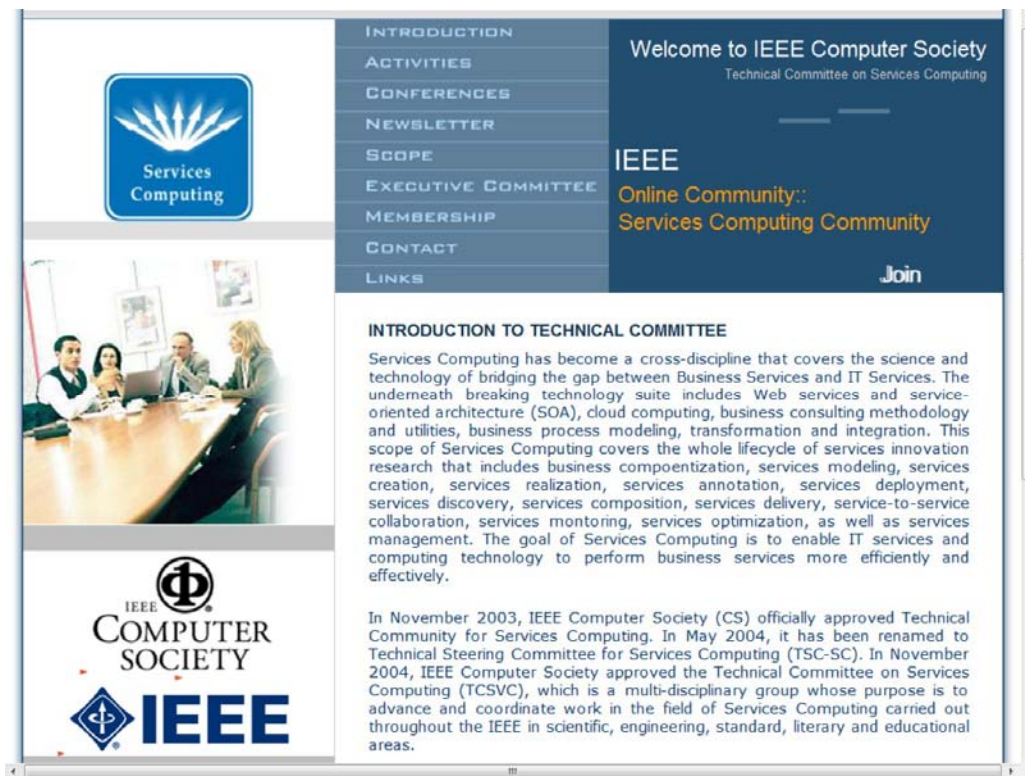 INTRODUCTION
ACTIVITIES
CONFERENCES
NEWSLETTER
SCOPE
EXECUTIVE COMMITTEE
MEMBERSHIP
CONTACT
LINKS
Welcome to IEEE Computer Society
Technical Committee on Services Computing
IEEE
Online Community::
Services Computing Community
Join
Services
Computing
INTRODUCTION TO TECHNICAL COMMITTEE
Services Computing has become a cross-discipline that covers the science and
technology of bridging the gap between Business Services and IT Services. The
underneath breaking technology suite includes Web services and service-
oriented architecture (SOA), cloud computing, business consulting methodology
and utilities, business process modeling, transformation and integration. This
scope of Services Computing covers the whole lifecycle of services innovation
research that includes business compoentization, services modeling, services
creation, services realization, services annotation, services deployment,
services discovery, services composition, services delivery, service-to-service
collaboration, services montoring, services optimization, as well as services
management. The goal of Services Computing is to enable IT services and
computing technology to perform business services more efficiently and
effectively.
In November 2003, IEEE Computer Society (CS) officially approved Technical
Community for Services Computing. In May 2004, it has been renamed to
Technical Steering Committee for Services Computing (TSC-SC). In November
2004, IEEE Computer Society approved the Technical Committee on Services
Computing (TCSVC), which is a multi-disciplinary group whose purpose is to
advance and coordinate work in the field of Services Computing carried out
throughout the IEEE in scientific, engineering, standard, literary and educational
areas.
IEEE
COMPUTER
SOCIETY
IEEE